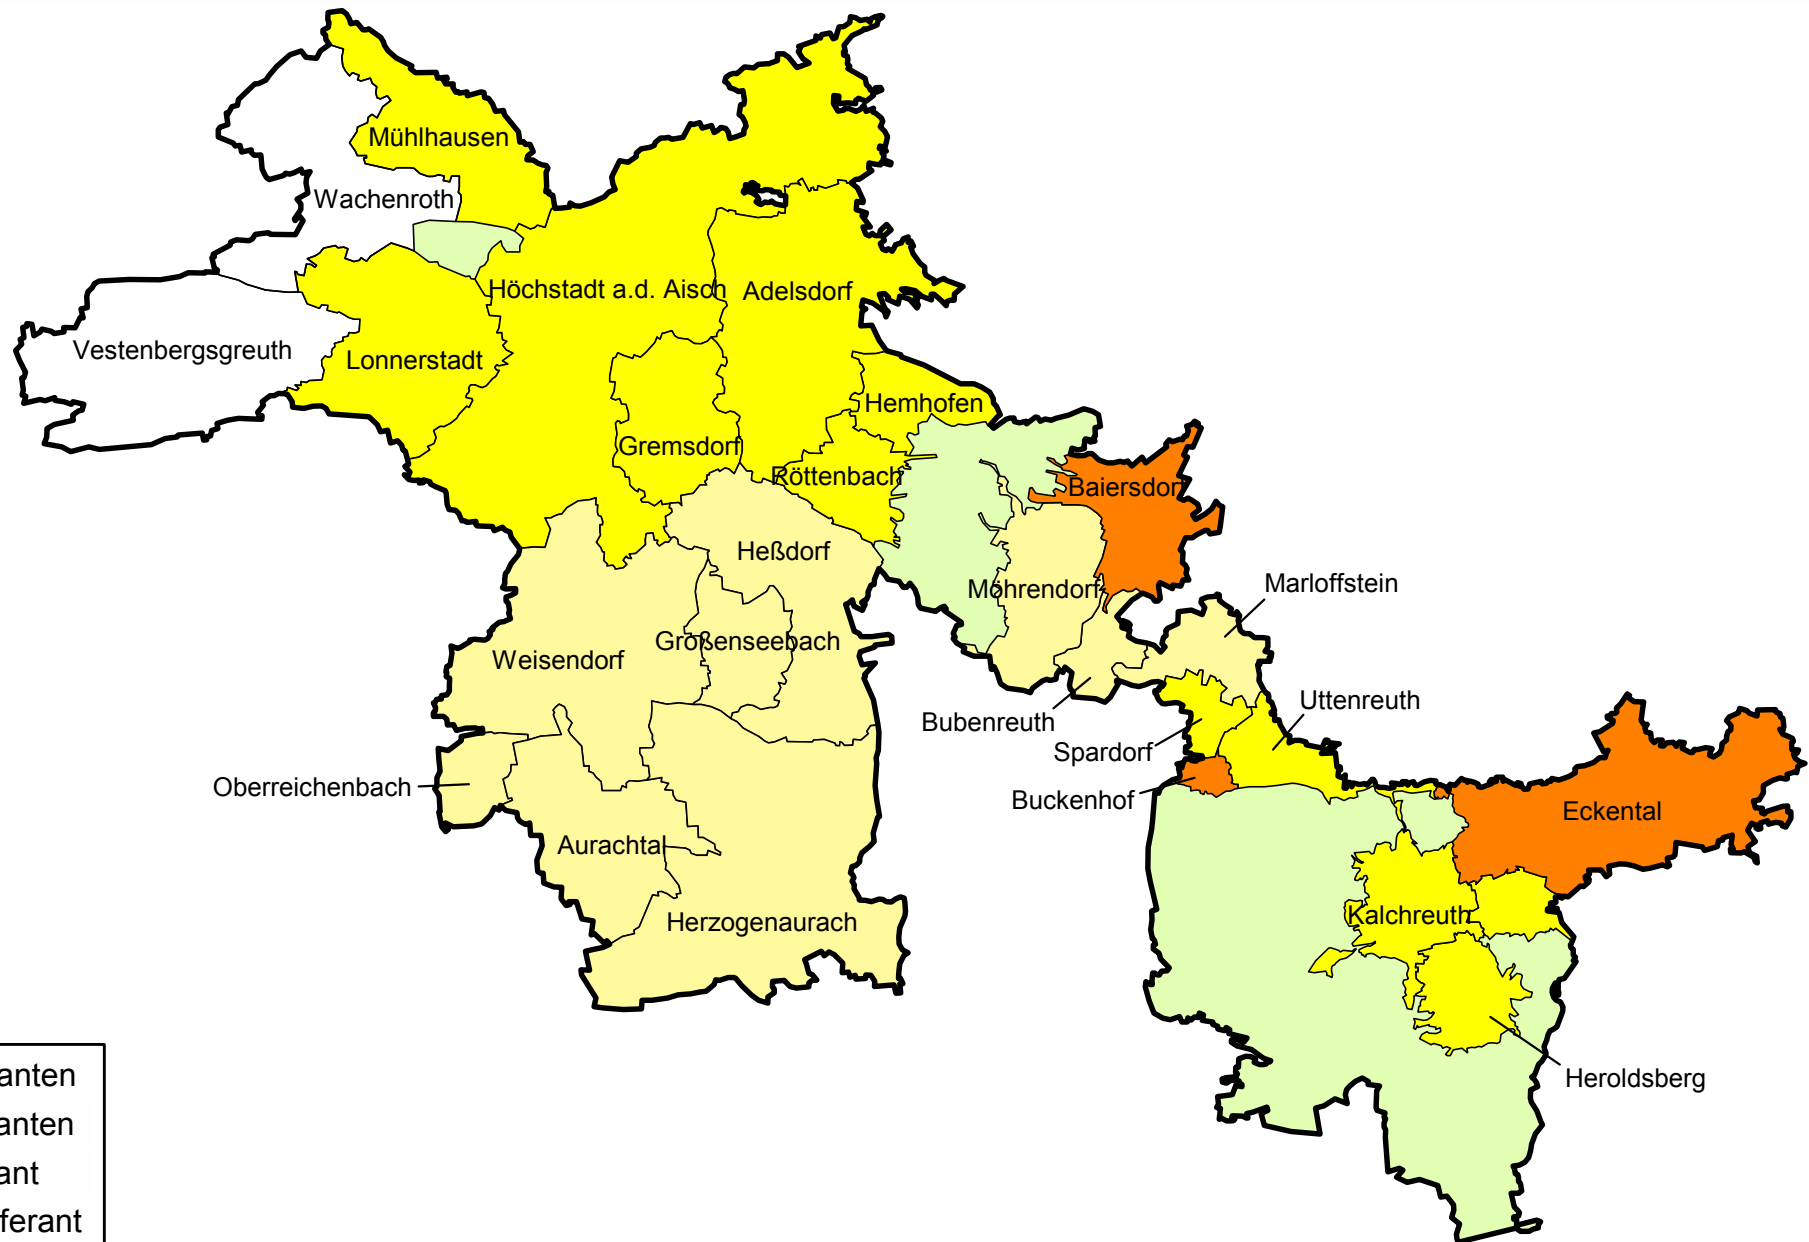 Mühlhausen
Wachenroth
Höchstadt a.d. Aisch
Adelsdorf
Vestenbergsgreuth
Lonnerstadt
Hemhofen
Gremsdorf
Röttenbach
Baiersdorf
Heßdorf
Möhrendorf
Marloffstein
Großenseebach
Weisendorf
Uttenreuth
Bubenreuth
Spardorf
Oberreichenbach
Buckenhof
Eckental
Aurachtal
Kalchreuth
Herzogenaurach
Heroldsberg
anten
anten
ant
ferant